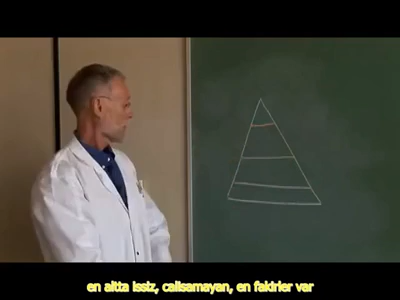 en altta issiz, calisamayan, en fakirler var